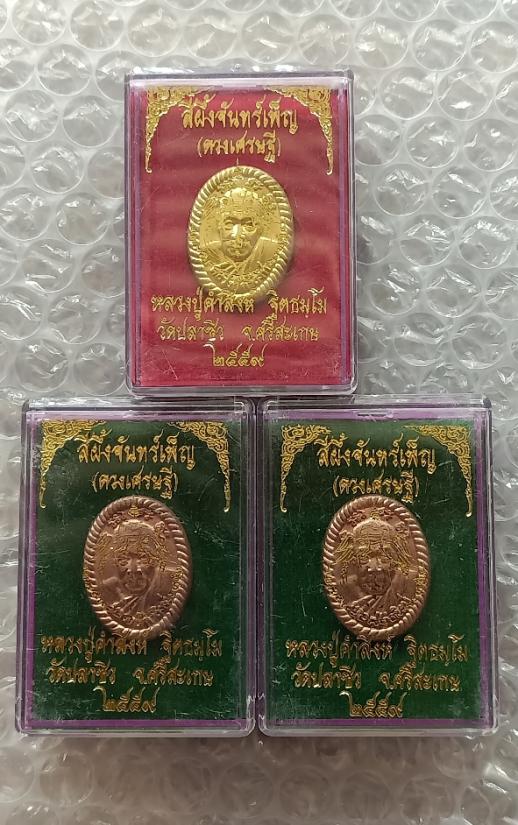 สีผึ้งจันทร์เพ็ญ
(ดวงเศรษฐี)
หลวงปู่คำสิงห์ ฐิตธมฺโม
วัดปลาซิว จ.ศรีสะเกษ
๒๕๕๙
สีผึ้งจันทร์เพ็ญ
(ดวงเศรษฐี)
หลวงปู่คำสิงห์ ฐิตธมฺโม
วัดปลาซิว จ.ศรีสะเกษ
๒๕๕๙
สีผึ้งจันทร์เพ็ญ
(ดวงเศรษฐี)
หลวงปู่คำสิงห์ ฐิตธมฺโม
วัดปลาซิว จ.ศรีสะเกษ
๒๕๕๙